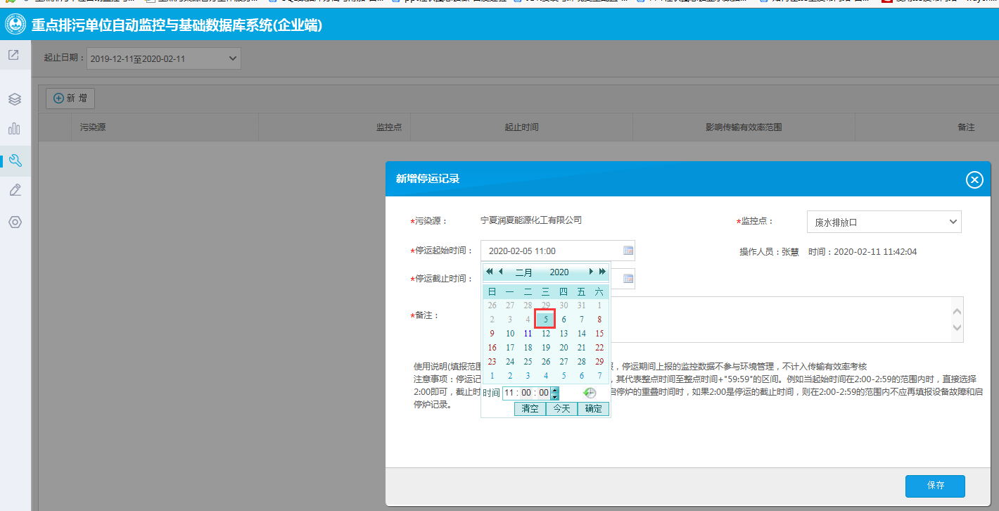 重点排污单位自动监控与基础数据库系统(企业端)
起止日期： 2019-12-11至2020-02-11
新 增
污染源 监控点 起止时间 影响传输有效率范围 备注
新增停运记录
*污染源： 宁夏润夏能源化工有限公司 *监控点： 废水排放口
*停运起始时间： 2020-02-05 11:00 操作人员：张慧 时间：2020-02-11 11:42:04
*停运截止时间：
二月 2020
日 一 二 三 四 五 六
26 27 28 29 30 31 1
2 3 4 5 6 7 8
9 10 11 12 13 14 15
16 17 18 19 20 21 22
23 24 25 26 27 28 29
1 2 3 4 5 6 7
时间 11 : 00 : 00
清空 今天 确定
*备注：
使用说明(填报范围 ，停运期间上报的监控数据不参与环境管理，不计入传输有效率考核
注意事项：停运记 ，其代表整点时间至整点时间+"59:59"的区间。例如当起始时间在2:00-2:59的范围内时，直接选择
2:00即可，截止时 启停炉的重叠时间时，如果2:00是停运的截止时间，则在2:00-2:59的范围内不应再填报设备故障和启
停炉记录。
保存